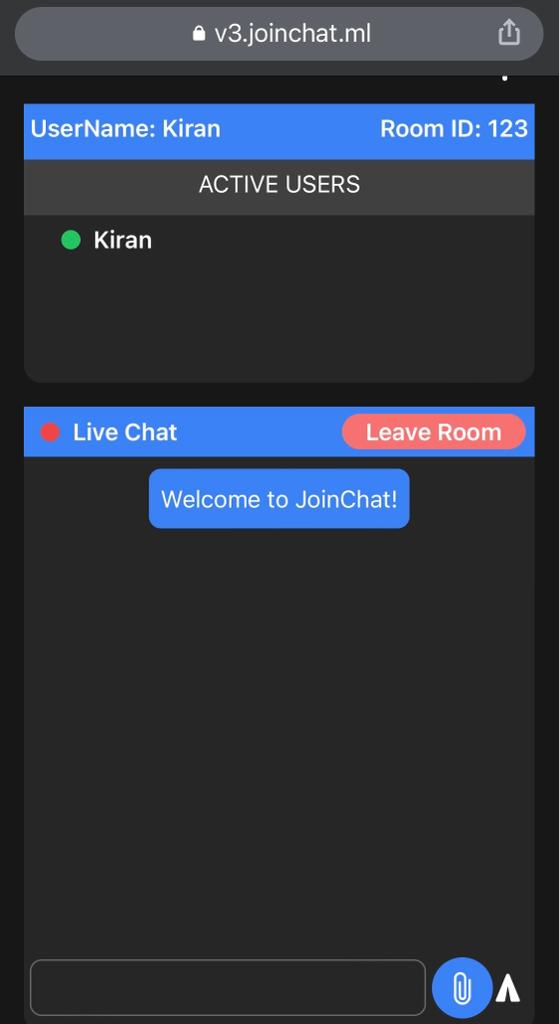 v3.joinchat.ml
UserName: Kiran Room ID: 123
ACTIVE USERS
Kiran
Live Chat Leave Room
Welcome to JoinChat!